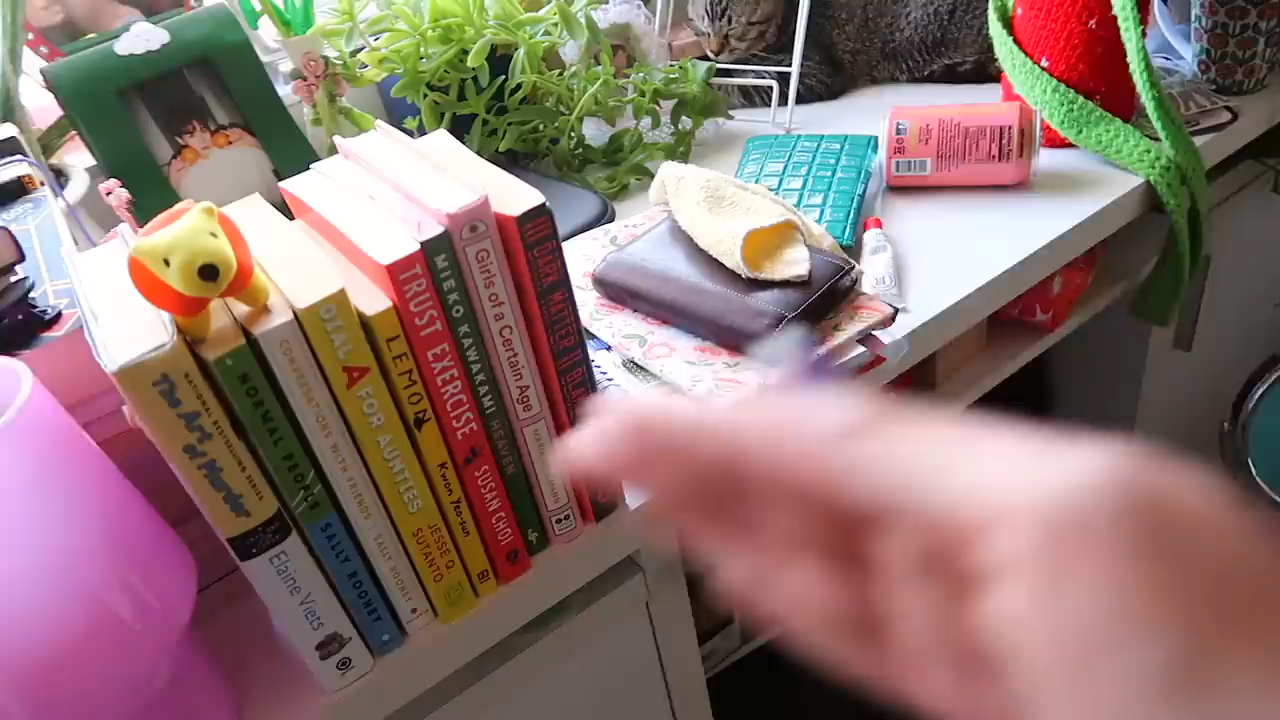 NATIONAL BESTSELLING SERIES
The Art of Murder
Elaine Viets
NORMAL PEOPLE
SALLY ROONEY
CONVERSATIONS WITH FRIENDS
SALLY ROONEY
DIAL A FOR AUNTIES
JESSE Q.
SUTANTO
LEMON
Kwon Yeo-sun
TRUST EXERCISE
SUSAN CHOI
MIEKO KAWAKAMI
HEAVEN
Girls of a Certain Age
DARK MATTER